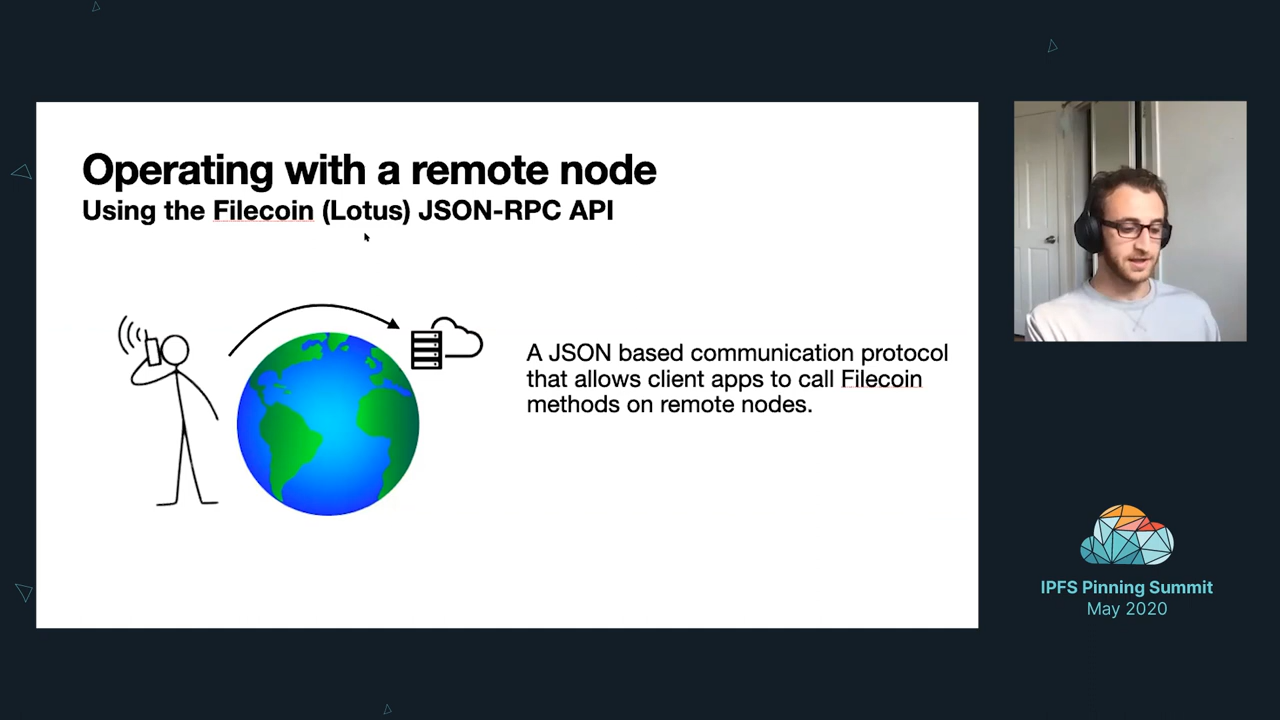 Operating with a remote node
Using the Filecoin (Lotus) JSON-RPC API
A JSON based communication protocol
that allows client apps to call Filecoin
methods on remote nodes.
IPFS Pinning Summit
May 2020